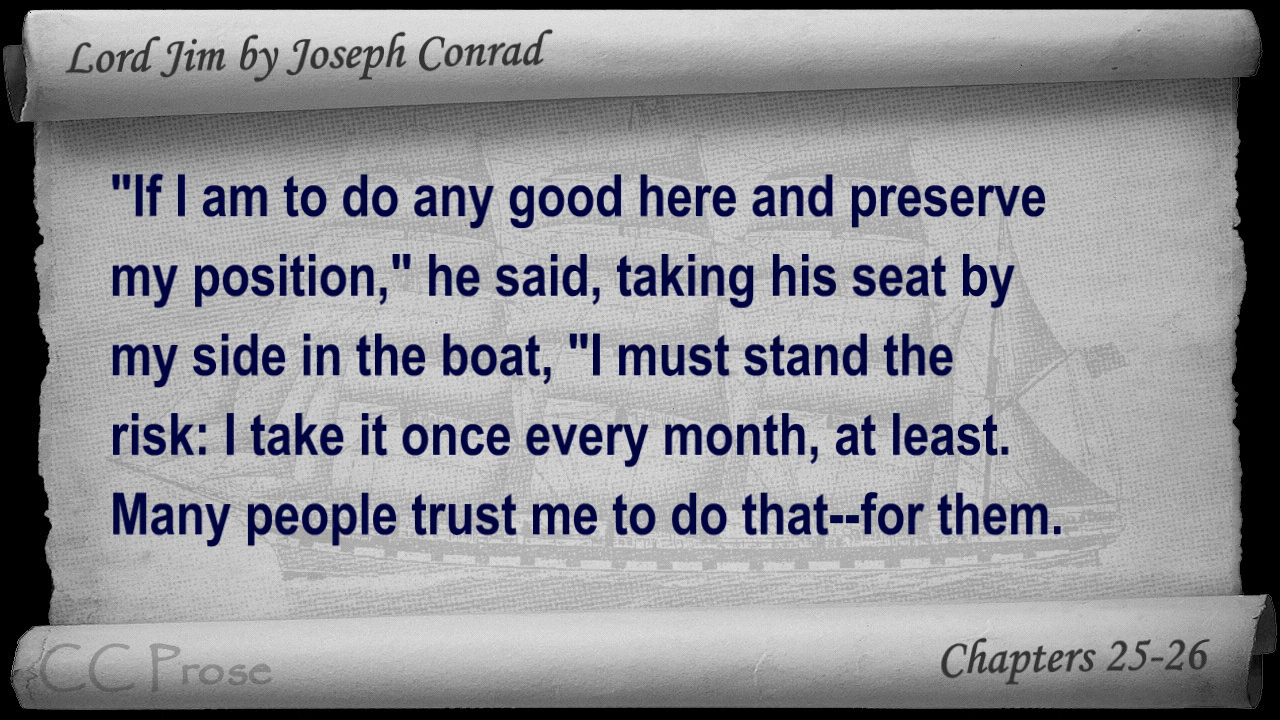 Lord Jim by Joseph Conrad
"If I am to do any good here and preserve
my position," he said, taking his seat by
my side in the boat, "I must stand the
risk: I take it once every month, at least.
Many people trust me to do that--for them.
CC Prose
Chapters 25-26